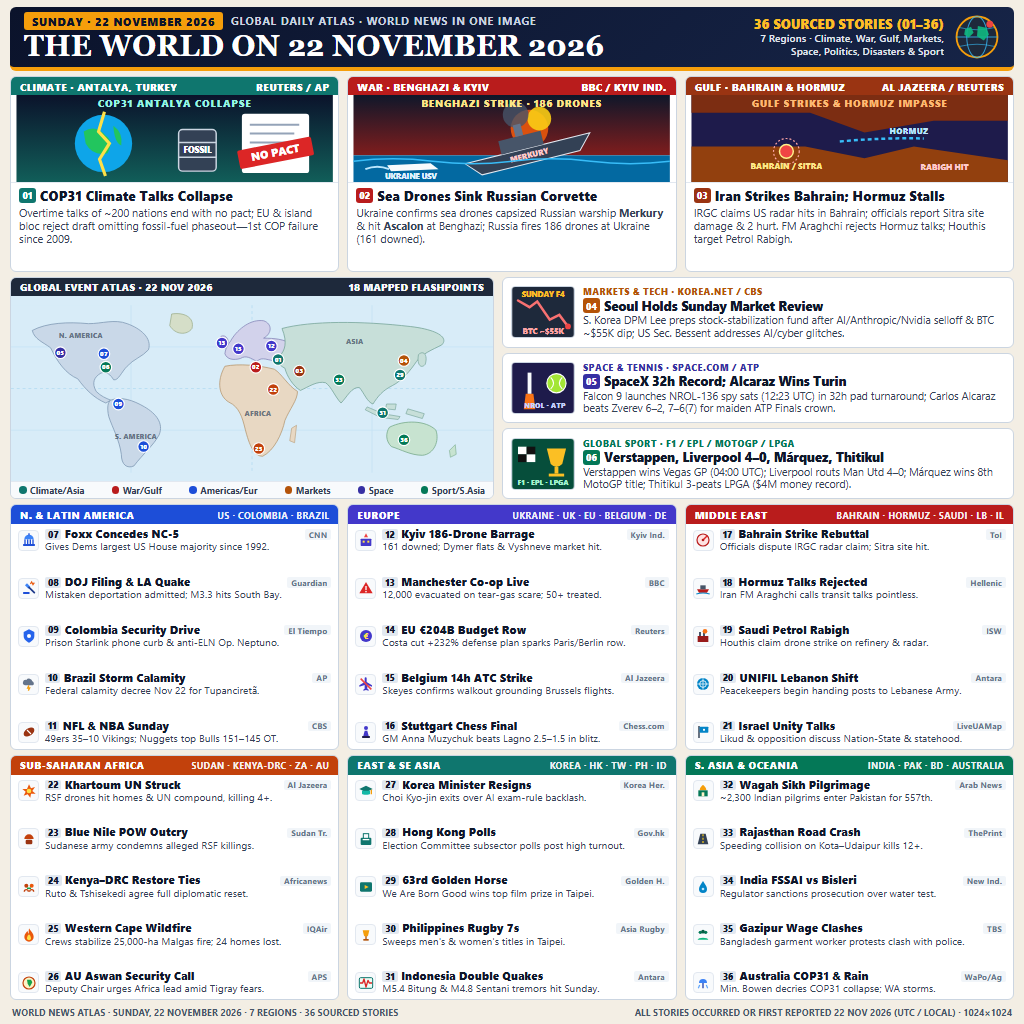 SUNDAY · 22 NOVEMBER 2026
GLOBAL DAILY ATLAS · WORLD NEWS IN ONE IMAGE
THE WORLD ON 22 NOVEMBER 2026
36 SOURCED STORIES (01–36)
7 Regions · Climate, War, Gulf, Markets,
Space, Politics, Disasters & Sport
CLIMATE · ANTALYA, TURKEY
REUTERS / AP
COP31 ANTALYA COLLAPSE
FOSSIL
NO PACT
01 COP31 Climate Talks Collapse
Overtime talks of ~200 nations end with no pact; EU & island
bloc reject draft omitting fossil-fuel phaseout—1st COP failure
since 2009.
WAR · BENGHAZI & KYIV
BBC / KYIV IND.
BENGHAZI STRIKE · 186 DRONES
MERKURY
UKRAINE USV
02 Sea Drones Sink Russian Corvette
Ukraine confirms sea drones capsized Russian warship Merkury
& hit Ascalon at Benghazi; Russia fires 186 drones at Ukraine
(161 downed).
GULF · BAHRAIN & HORMUZ
AL JAZEERA / REUTERS
GULF STRIKES & HORMUZ IMPASSE
HORMUZ
BAHRAIN / SITRA
RABIGH HIT
03 Iran Strikes Bahrain; Hormuz Stalls
IRGC claims US radar hits in Bahrain; officials report Sitra site
damage & 2 hurt. FM Araghchi rejects Hormuz talks; Houthis
target Petrol Rabigh.
GLOBAL EVENT ATLAS · 22 NOV 2026
18 MAPPED FLASHPOINTS
N. AMERICA
ASIA
AFRICA
S. AMERICA
05
07
08
09
10
13
15
12
01
02
03
22
25
33
04
29
31
36
Climate/Asia
War/Gulf
Americas/Eur
Markets
Space
Sport/S.Asia
SUNDAY F4
BTC ~$55K
MARKETS & TECH · KOREA.NET / CBS
04 Seoul Holds Sunday Market Review
S. Korea DPM Lee preps stock-stabilization fund after AI/Anthropic/Nvidia selloff & BTC
~$55K dip; US Sec. Bessent addresses AI/cyber glitches.
NROL · ATP
SPACE & TENNIS · SPACE.COM / ATP
05 SpaceX 32h Record; Alcaraz Wins Turin
Falcon 9 launches NROL-136 spy sats (12:23 UTC) in 32h pad turnaround; Carlos Alcaraz
beats Zverev 6–2, 7–6(7) for maiden ATP Finals crown.
F1 · EPL · MOTOGP
GLOBAL SPORT · F1 / EPL / MOTOGP / LPGA
06 Verstappen, Liverpool 4–0, Márquez, Thitikul
Verstappen wins Vegas GP (04:00 UTC); Liverpool routs Man Utd 4–0; Márquez wins 8th
MotoGP title; Thitikul 3-peats LPGA ($4M money record).
N. & LATIN AMERICA
US · COLOMBIA · BRAZIL
07 Foxx Concedes NC-5
CNN
Gives Dems largest US House majority since 1992.
08 DOJ Filing & LA Quake
Guardian
Mistaken deportation admitted; M3.3 hits South Bay.
09 Colombia Security Drive
El Tiempo
Prison Starlink phone curb & anti-ELN Op. Neptuno.
10 Brazil Storm Calamity
AP
Federal calamity decree Nov 22 for Tupanciretã.
11 NFL & NBA Sunday
CBS
49ers 35–10 Vikings; Nuggets top Bulls 151–145 OT.
EUROPE
UKRAINE · UK · EU · BELGIUM · DE
12 Kyiv 186-Drone Barrage
Kyiv Ind.
161 downed; Dymer flats & Vyshneve market hit.
13 Manchester Co-op Live
BBC
12,000 evacuated on tear-gas scare; 50+ treated.
14 EU €204B Budget Row
Reuters
Costa cut +232% defense plan sparks Paris/Berlin row.
15 Belgium 14h ATC Strike
Al Jazeera
Skeyes confirms walkout grounding Brussels flights.
16 Stuttgart Chess Final
Chess.com
GM Anna Muzychuk beats Lagno 2.5–1.5 in blitz.
MIDDLE EAST
BAHRAIN · HORMUZ · SAUDI · LB · IL
17 Bahrain Strike Rebuttal
ToI
Officials dispute IRGC radar claim; Sitra site hit.
18 Hormuz Talks Rejected
Hellenic
Iran FM Araghchi calls transit talks pointless.
19 Saudi Petrol Rabigh
ISW
Houthis claim drone strike on refinery & radar.
20 UNIFIL Lebanon Shift
Antara
Peacekeepers begin handing posts to Lebanese Army.
21 Israel Unity Talks
LiveUAMap
Likud & opposition discuss Nation-State & statehood.
SUB-SAHARAN AFRICA
SUDAN · KENYA-DRC · ZA · AU
22 Khartoum UN Struck
Al Jazeera
RSF drones hit homes & UN compound, killing 4+.
23 Blue Nile POW Outcry
Sudan Tr.
Sudanese army condemns alleged RSF killings.
24 Kenya–DRC Restore Ties
Africanews
Ruto & Tshisekedi agree full diplomatic reset.
25 Western Cape Wildfire
IQAir
Crews stabilize 25,000-ha Malgas fire; 24 homes lost.
26 AU Aswan Security Call
APS
Deputy Chair urges Africa lead amid Tigray fears.
EAST & SE ASIA
KOREA · HK · TW · PH · ID
27 Korea Minister Resigns
Korea Her.
Choi Kyo-jin exits over AI exam-rule backlash.
28 Hong Kong Polls
Gov.hk
Election Committee subsector polls post high turnout.
29 63rd Golden Horse
Golden H.
We Are Born Good wins top film prize in Taipei.
30 Philippines Rugby 7s
Asia Rugby
Sweeps men's & women's titles in Taipei.
31 Indonesia Double Quakes
Antara
M5.4 Bitung & M4.8 Sentani tremors hit Sunday.
S. ASIA & OCEANIA
INDIA · PAK · BD · AUSTRALIA
32 Wagah Sikh Pilgrimage
Arab News
~2,300 Indian pilgrims enter Pakistan for 557th.
33 Rajasthan Road Crash
ThePrint
Speeding collision on Kota–Udaipur kills 12+.
34 India FSSAI vs Bisleri
New Ind.
Regulator sanctions prosecution over water test.
35 Gazipur Wage Clashes
TBS
Bangladesh garment worker protests clash with police.
36 Australia COP31 & Rain
WaPo/Ag
Min. Bowen decries COP31 collapse; WA storms.
WORLD NEWS ATLAS · SUNDAY, 22 NOVEMBER 2026 · 7 REGIONS · 36 SOURCED STORIES
ALL STORIES OCCURRED OR FIRST REPORTED 22 NOV 2026 (UTC / LOCAL) · 1024×1024